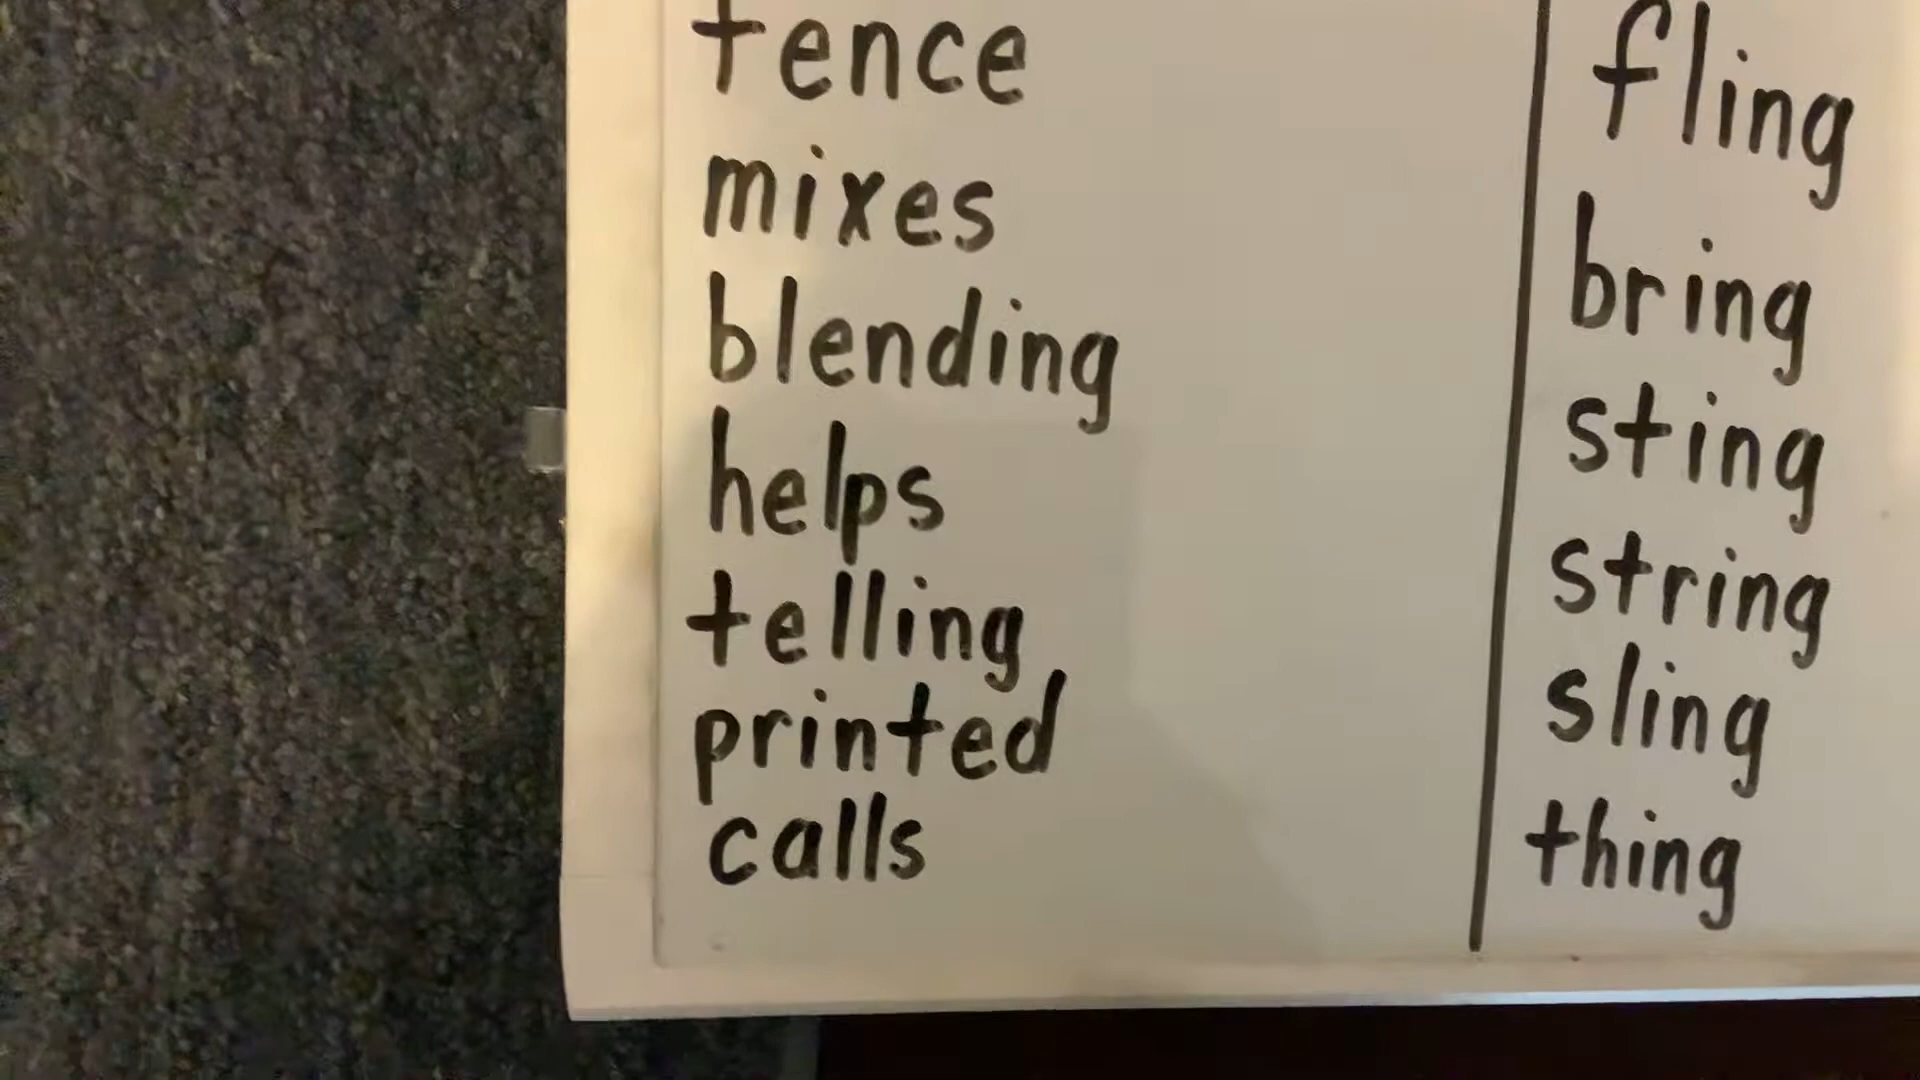 fence
mixes
blending
helps
telling
printed
calls
fling
bring
sting
string
sling
thing